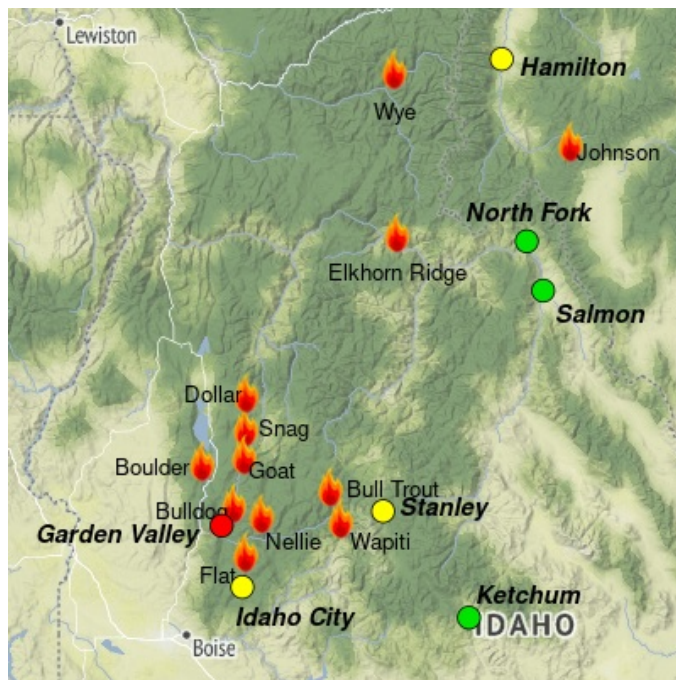 Lewiston
Hamilton
Wye
Johnson
North Fork
Elkhorn Ridge
Salmon
Dollar
Snag
Boulder
Goat
Bull Trout
Bulldog
Stanley
Garden Valley
Nellie
Wapiti
Flat
Ketchum
Idaho City
IDAHO
Boise